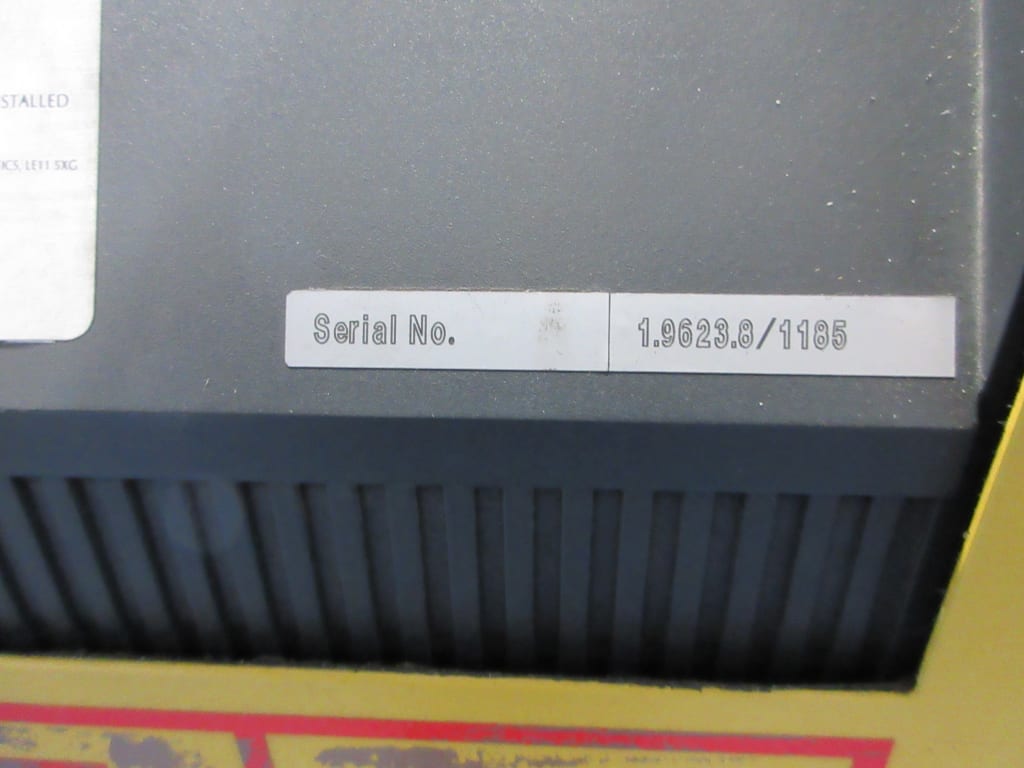 STALLED
ICS, LE11 5XG
Serial No. 1.9623.8/1185